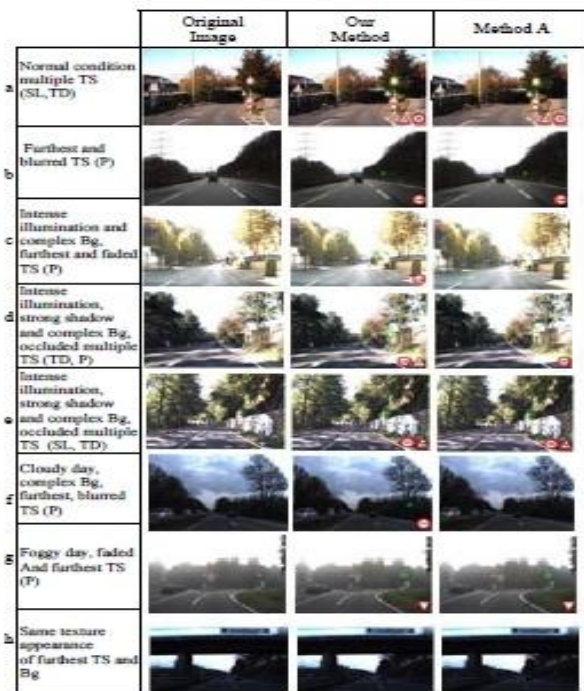 Original
Image
Our
Method
Method A
a
Normal condition
multiple TS
(SL,TD)
b
Furthest and
blurred TS (P)
c
Intense
illumination and
complex Bg,
furthest and faded
TS (P)
d
Intense
illumination,
strong shadow
and complex Bg,
occluded multiple
TS (TD, P)
e
Intense
illumination,
strong shadow
and complex Bg,
occluded multiple
TS (SL, TD)
f
Cloudy day,
complex Bg,
furthest, blurred
TS (P)
g
Foggy day, faded
And furthest TS
(P)
h
Same texture
appearance
of furthest TS and
Bg